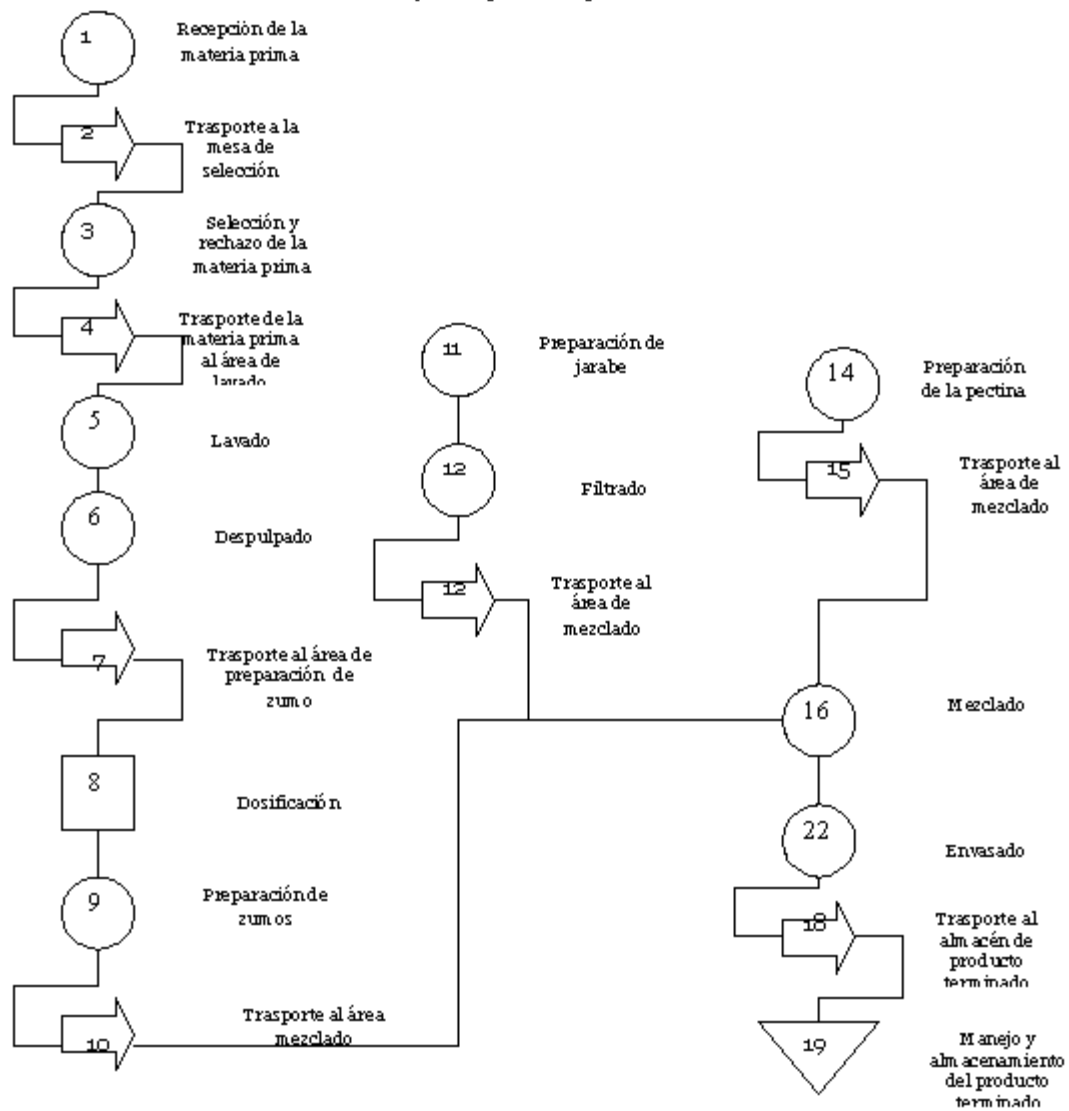 1
Recepción de la
materia prima
2
Trasporte a la
mesa de
selección
3
Selección y
rechazo de la
materia prima
4
Trasporte de la
materia prima
al área de
lavado
5
Lavado
6
Despulpado
7
Trasporte al área de
preparación de
zumo
8
Dosificación
9
Preparación de
zumos
10
Trasporte al área
mezclado
11
Preparación de
jarabe
12
Filtrado
12
Trasporte al
área de
mezclado
14
Preparación
de la pectina
15
Trasporte al
área de
mezclado
16
Mezclado
22
Envasado
18
Trasporte al
almacén de
producto
terminado
19
Manejo y
almacenamiento
del producto
terminado